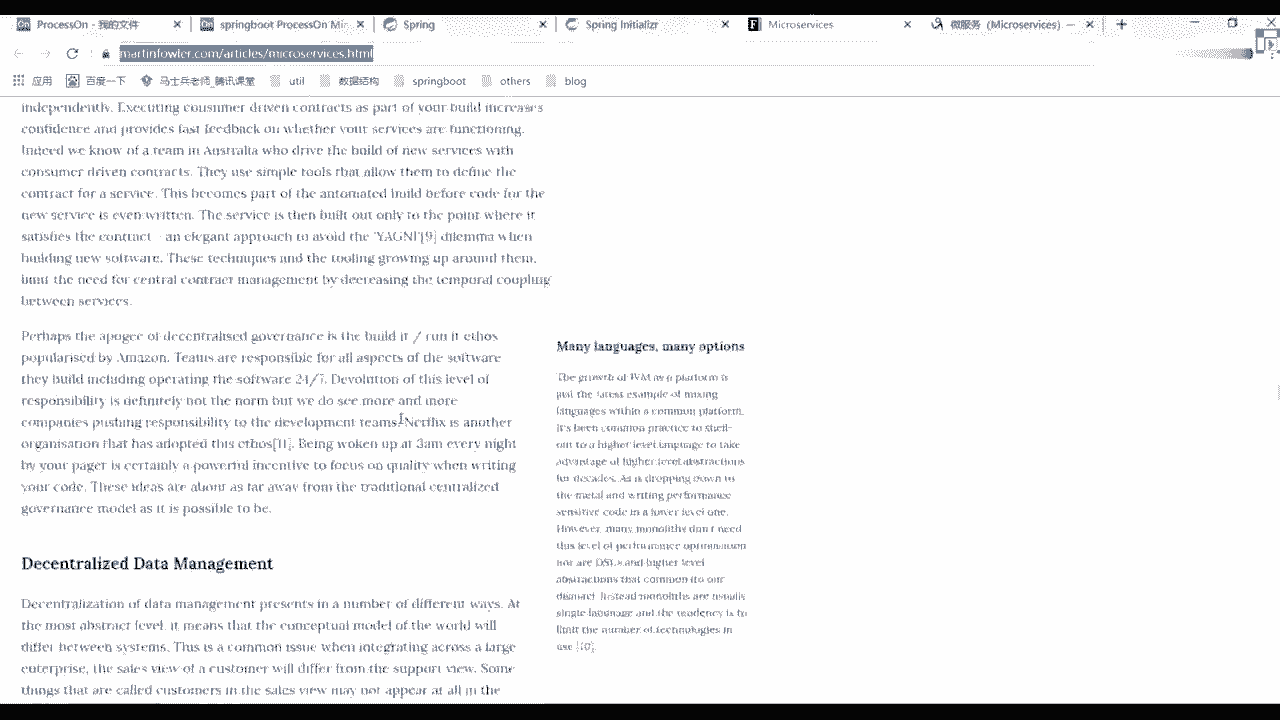 ProcessOn - 我的文件
springboot ProcessOn Mi
Spring
Spring Initializr
Microservices
微服务 (Microservices) —
martinfowler.com/articles/microservices.html
应用
百度一下
马士兵老师_腾讯课堂
util
数据结构
springboot
others
blog
independently. Executing consumer driven contracts as part of your build increases
confidence and provides fast feedback on whether your services are functioning.
Indeed we know of a team in Australia who drive the build of new services with
consumer driven contracts. They use simple tools that allow them to define the
contract for a service. This becomes part of the automated build before code for the
new service is even written. The service is then built out only to the point where it
satisfies the contract - an elegant approach to avoid the 'YAGNI'[9] dilemma when
building new software. These techniques and the tooling growing up around them,
limit the need for central contract management by decreasing the temporal coupling
between services.
Perhaps the apogee of decentralised governance is the build it / run it ethos
popularised by Amazon. Teams are responsible for all aspects of the software
they build including operating the software 24/7. Devolution of this level of
responsibility is definitely not the norm but we do see more and more
companies pushing responsibility to the development teams. Netflix is another
organisation that has adopted this ethos[11]. Being woken up at 3am every night
by your pager is certainly a powerful incentive to focus on quality when writing
your code. These ideas are about as far away from the traditional centralized
governance model as it is possible to be.
Many languages, many options
The growth of JVM as a platform is
just the latest example of mixing
languages within a common platform.
It's been common practice to shell-
out to a higher level language to take
advantage of higher level abstractions
for decades. As is dropping down to
the metal and writing performance
sensitive code in a lower level one.
However, many monoliths don't need
this level of performance optimisation
nor are DSL's and higher level
abstractions that common (to our
dismay). Instead monoliths are usually
single language and the tendency is to
limit the number of technologies in
use [10].
Decentralized Data Management
Decentralization of data management presents in a number of different ways. At
the most abstract level, it means that the conceptual model of the world will
differ between systems. This is a common issue when integrating across a large
enterprise, the sales view of a customer will differ from the support view. Some
things that are called customers in the sales view may not appear at all in the